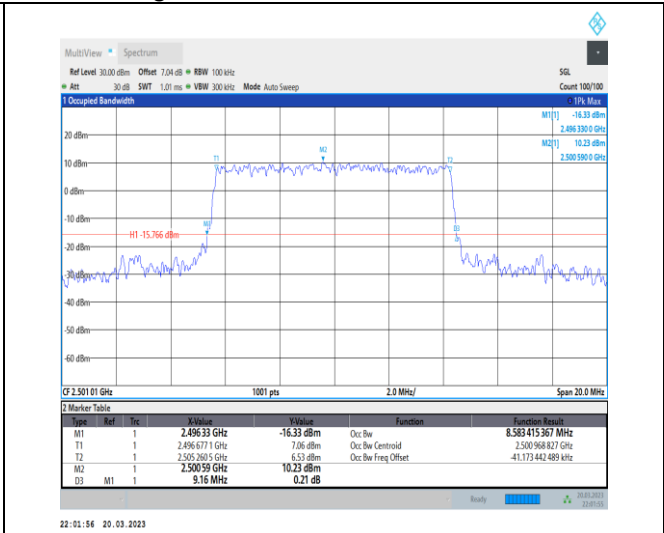 MultiView Spectrum
Ref Level 30.00 dBm Offset 7.04 dB RBW 100 kHz SGL
Att 30 dB SWT 1.01 ms VBW 300 kHz Mode Auto Sweep Count 100/100
1 Occupied Bandwidth 1Pk Max
M1[1] -16.33 dBm
2.496 330 0 GHz
M2[1] 10.23 dBm
2.500 590 0 GHz
20 dBm
M2
T1 T2
10 dBm
0 dBm
-10 dBm
M1 D3
H1 -15.766 dBm
-20 dBm
-30 dBm
-40 dBm
-50 dBm
-60 dBm
CF 2.501 01 GHz 1001 pts 2.0 MHz/ Span 20.0 MHz
2 Marker Table
Type Ref Trc X-Value Y-Value Function Function Result
M1 1 2.496 33 GHz -16.33 dBm Occ Bw 8.583 415 367 MHz
T1 1 2.496 677 1 GHz 7.06 dBm Occ Bw Centroid 2.500 968 827 GHz
T2 1 2.505 260 5 GHz 6.53 dBm Occ Bw Freq Offset -41.173 442 489 kHz
M2 1 2.500 59 GHz 10.23 dBm
D3 M1 1 9.16 MHz 0.21 dB
Ready 20.03.2023
22:01:55
22:01:56 20.03.2023